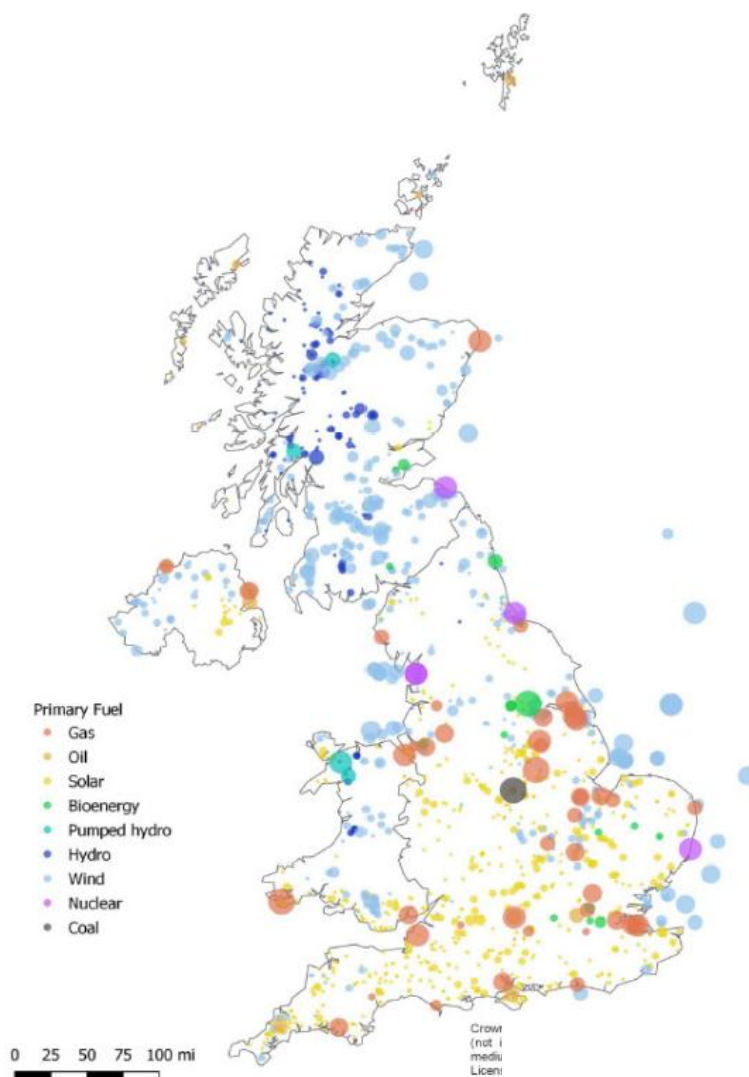 Primary Fuel
Gas
Oil
Solar
Bioenergy
Pumped hydro
Hydro
Wind
Nuclear
Coal
0 25 50 75 100 mi
Crown
(not i
mediu
Licens